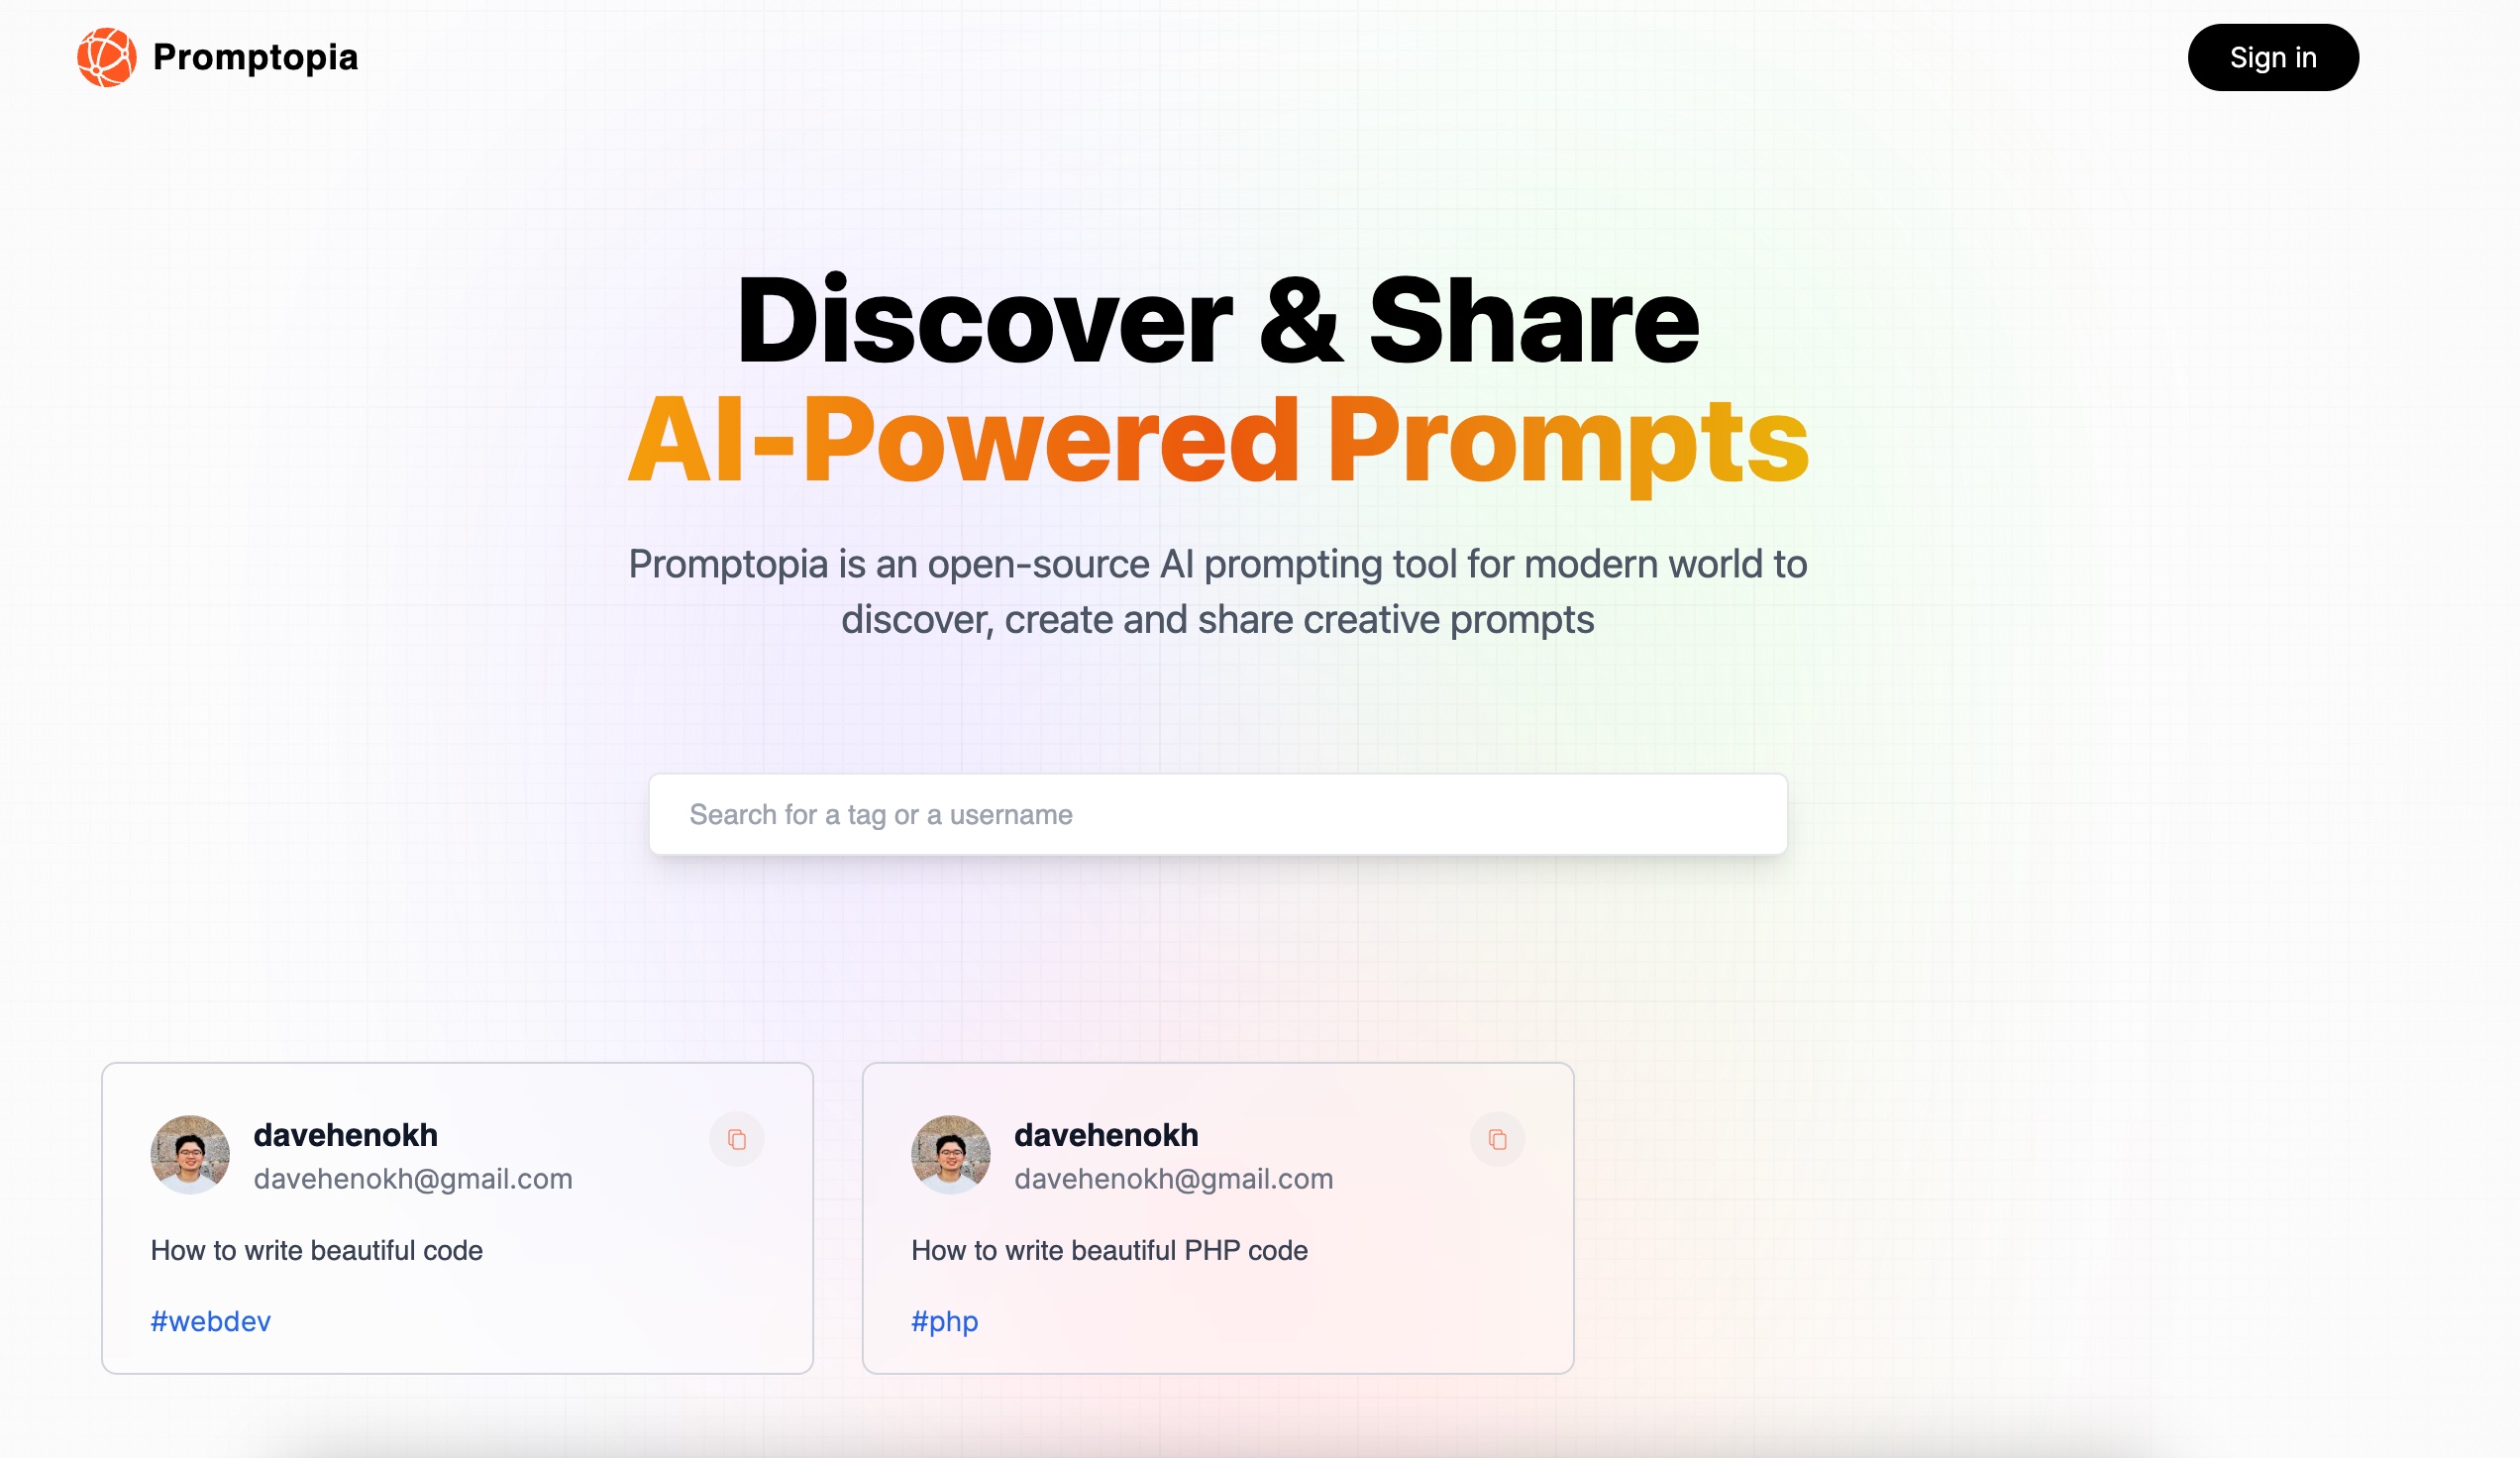 Promptopia
Sign in
Discover & Share
AI-Powered Prompts
Promptopia is an open-source AI prompting tool for modern world to
discover, create and share creative prompts
Search for a tag or a username
davehenokh
davehenokh@gmail.com
How to write beautiful code
#webdev
davehenokh
davehenokh@gmail.com
How to write beautiful PHP code
#php